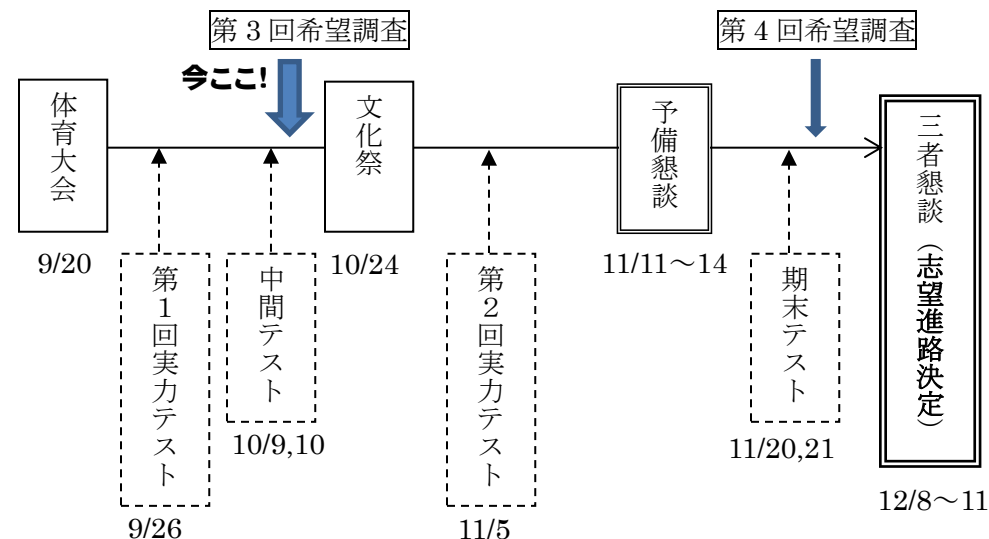 第3回希望調査
第4回希望調査
今ここ!
体育大会
文化祭
予備懇談
三者懇談（志望進路決定）
9/20
10/24
11/11～14
第1回実力テスト
中間テスト
第2回実力テスト
期末テスト
10/9,10
11/20,21
12/8～11
9/26
11/5